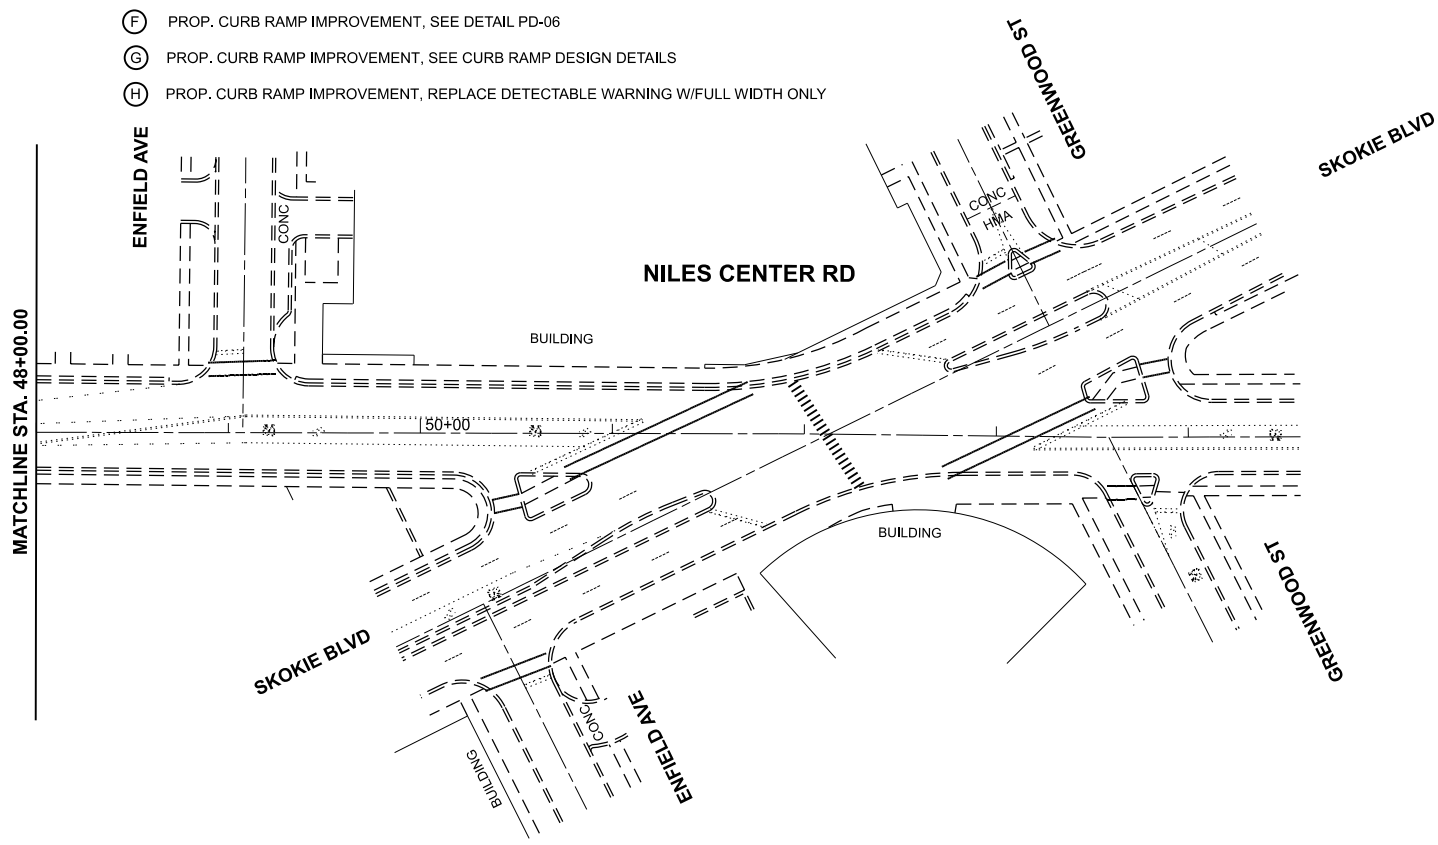 F PROP. CURB RAMP IMPROVEMENT, SEE DETAIL PD-06
G PROP. CURB RAMP IMPROVEMENT, SEE CURB RAMP DESIGN DETAILS
H PROP. CURB RAMP IMPROVEMENT, REPLACE DETECTABLE WARNING W/FULL WIDTH ONLY
GREENWOOD ST
SKOKIE BLVD
ENFIELD AVE
CONC
CONC
HMA
NILES CENTER RD
MATCHLINE STA. 48+00.00
BUILDING
50+00
BUILDING
GREENWOOD ST
SKOKIE BLVD
ENFIELD AVE
CONC
BUILDING